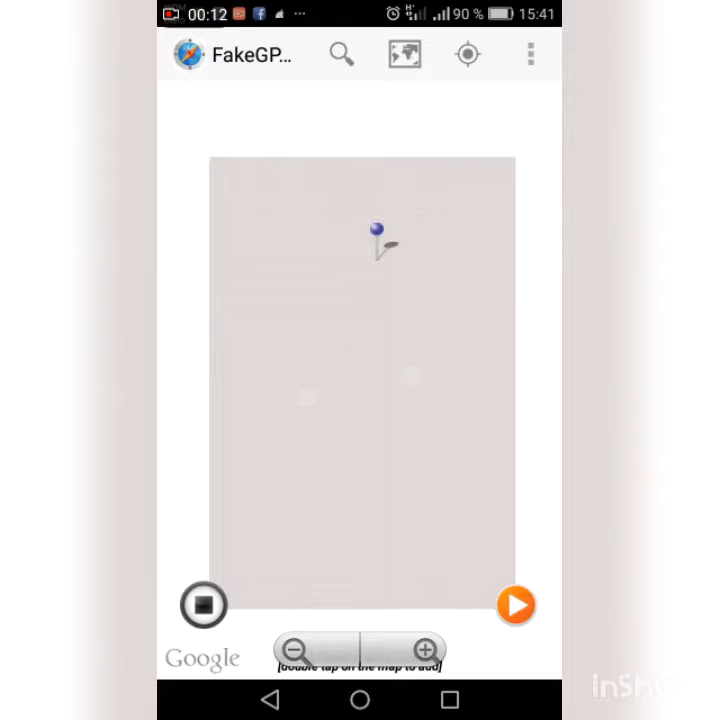 00:12 90 % 15:41
FakeGP...
Google
[double tap on the map to add]
InShO